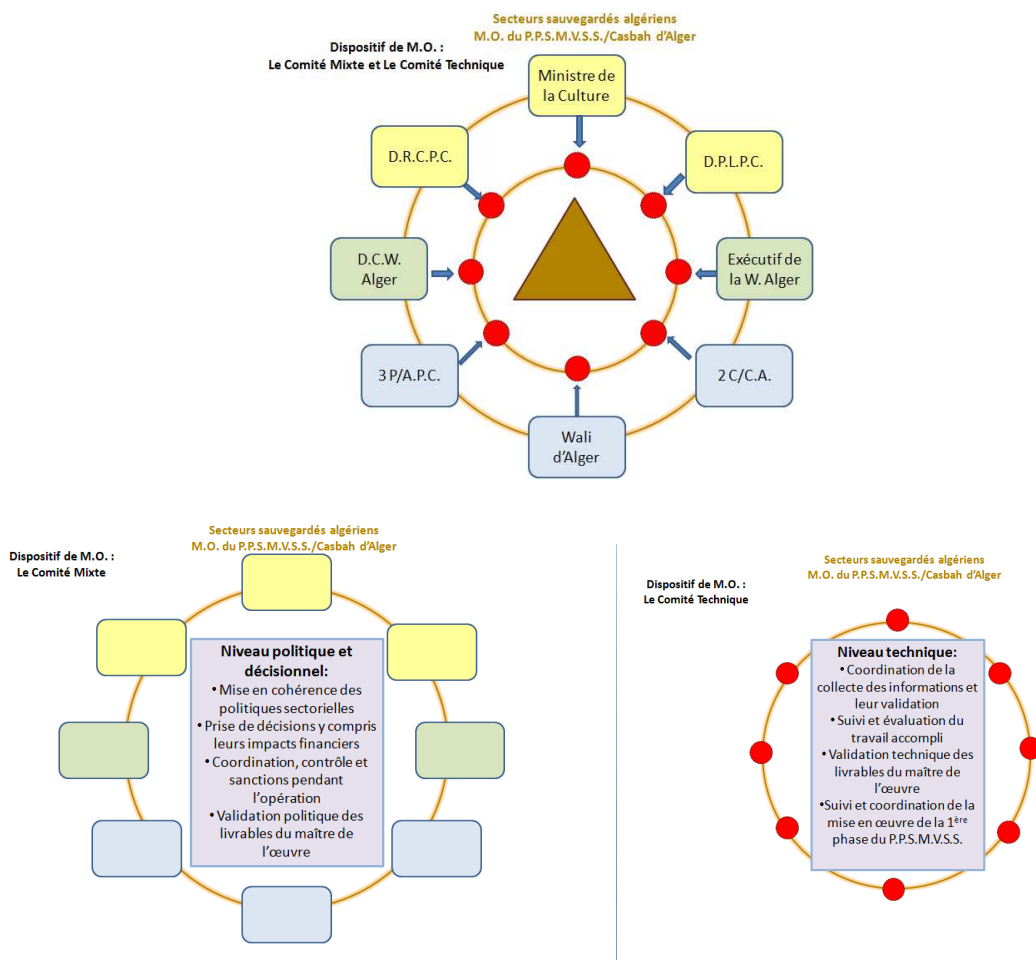 Secteurs sauvegardés algériens
M.O. du P.P.S.M.V.S.S./Casbah d’Alger
Dispositif de M.O. :
Le Comité Mixte et Le Comité Technique
Ministre de
la Culture
D.R.C.P.C.
D.P.L.P.C.
D.C.W.
Alger
Exécutif de
la W. Alger
3 P/A.P.C.
2 C/C.A.
Wali
d’Alger
Secteurs sauvegardés algériens
M.O. du P.P.S.M.V.S.S./Casbah d’Alger
Dispositif de M.O. :
Le Comité Mixte
Niveau politique et
décisionnel:
• Mise en cohérence des
politiques sectorielles
• Prise de décisions y compris
leurs impacts financiers
• Coordination, contrôle et
sanctions pendant
l’opération
• Validation politique des
livrables du maître de
l’œuvre
Secteurs sauvegardés algériens
M.O. du P.P.S.M.V.S.S./Casbah d’Alger
Dispositif de M.O. :
Le Comité Technique
Niveau technique:
• Coordination de la
collecte des informations et
leur validation
• Suivi et évaluation du
travail accompli
• Validation technique des
livrables du maître de
l’œuvre
•Suivi et coordination de la
mise en œuvre de la 1ère
phase du P.P.S.M.V.S.S.